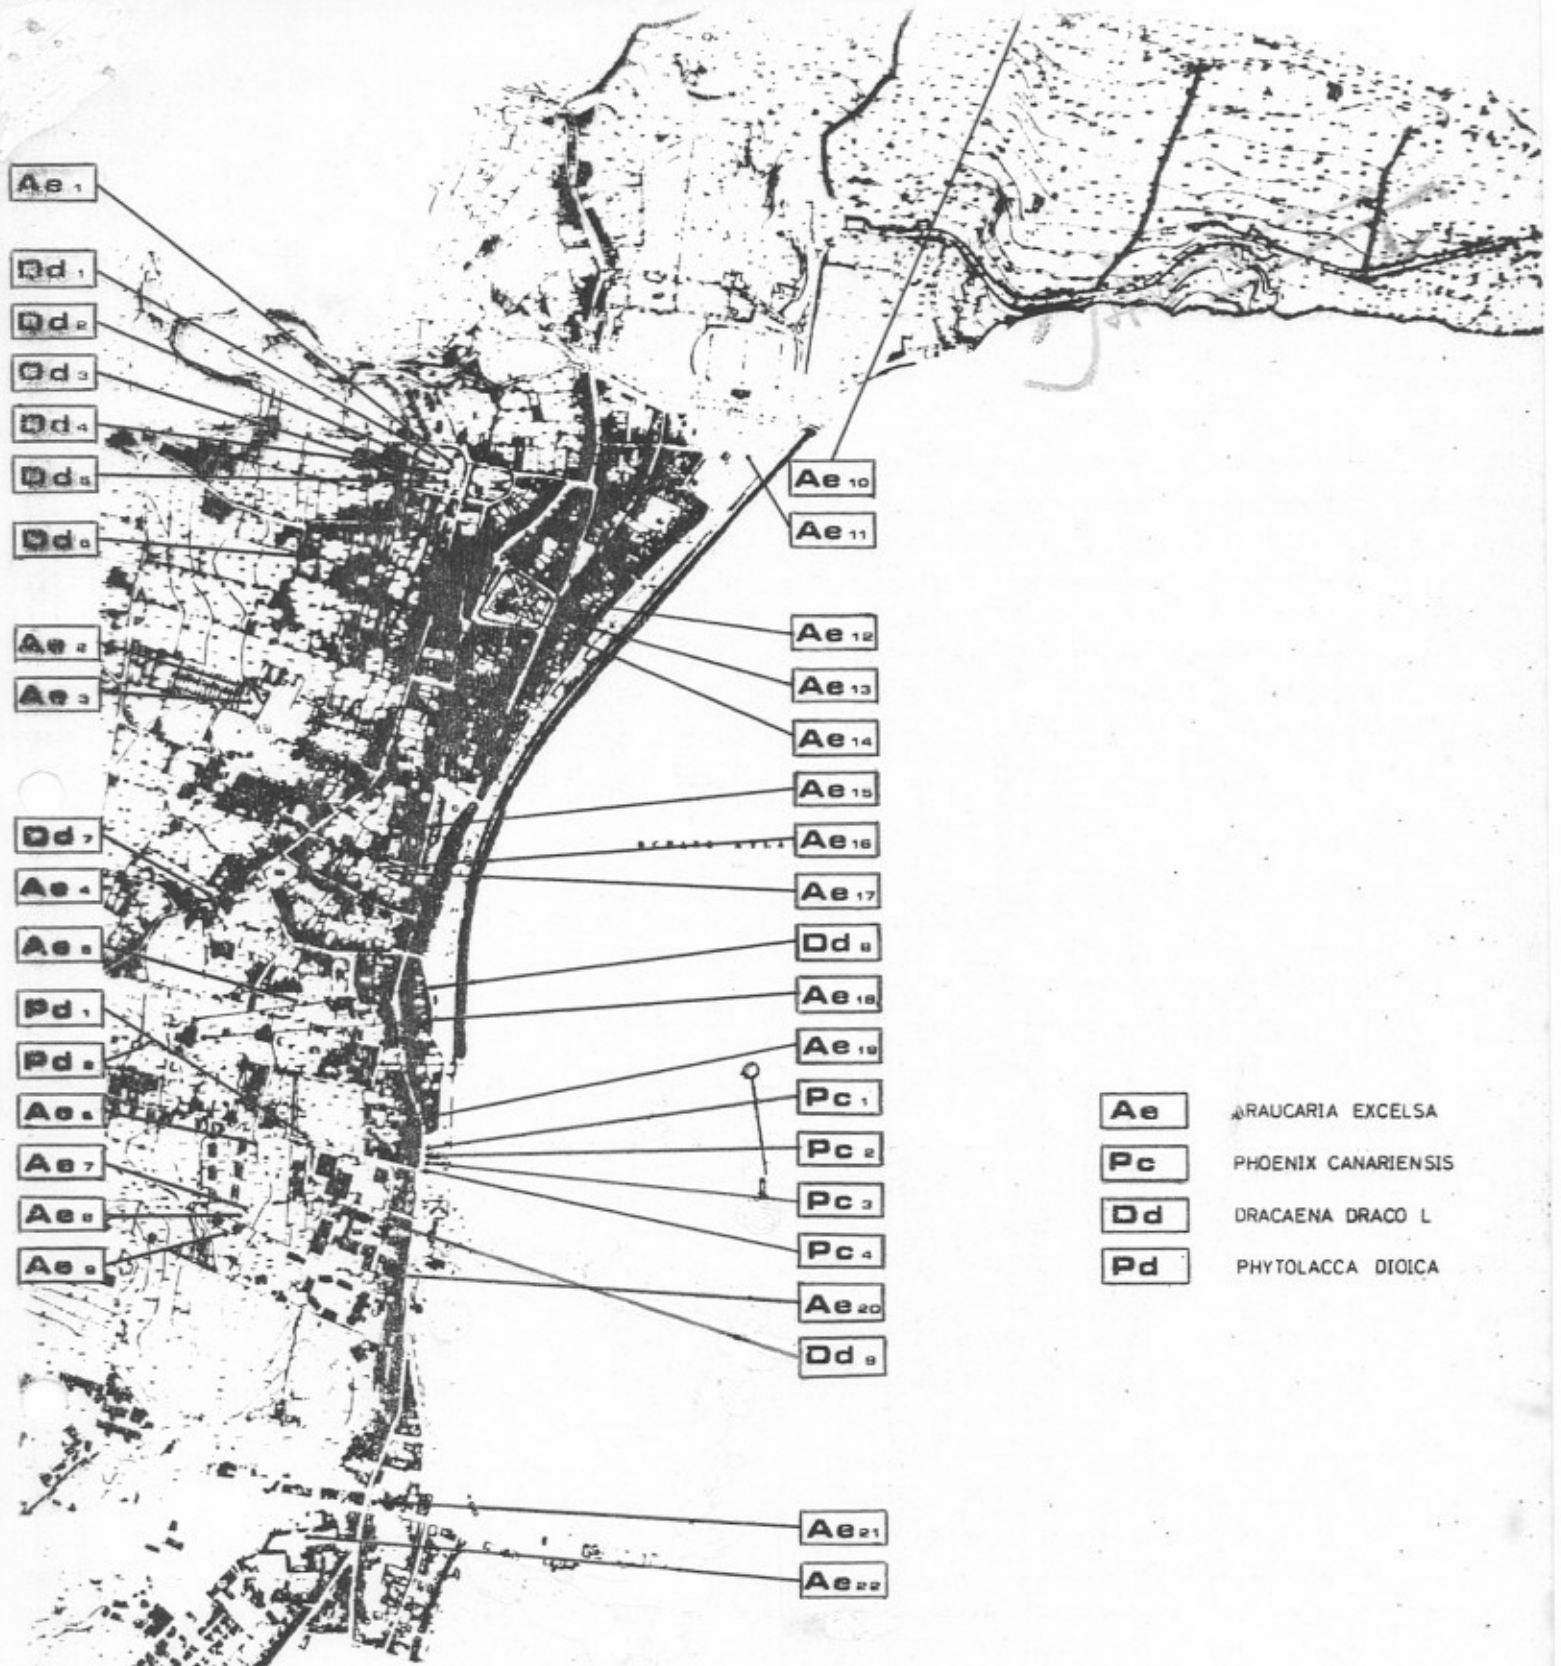 Ae 1
Dd 1
Dd 2
Dd 3
Dd 4
Dd 5
Dd 6
Ae 2
Ae 3
Dd 7
Ae 4
Ae 5
Pd 1
Pd 2
Ae 6
Ae 7
Ae 8
Ae 9
Ae 10
Ae 11
Ae 12
Ae 13
Ae 14
Ae 15
Ae 16
Ae 17
Dd 8
Ae 18
Ae 19
Pc 1
Pc 2
Pc 3
Pc 4
Ae 20
Dd 9
Ae 21
Ae 22
Ae ARAUCARIA EXCELSA
Pc PHOENIX CANARIENSIS
Dd DRACAENA DRACO L
Pd PHYTOLACCA DIOICA